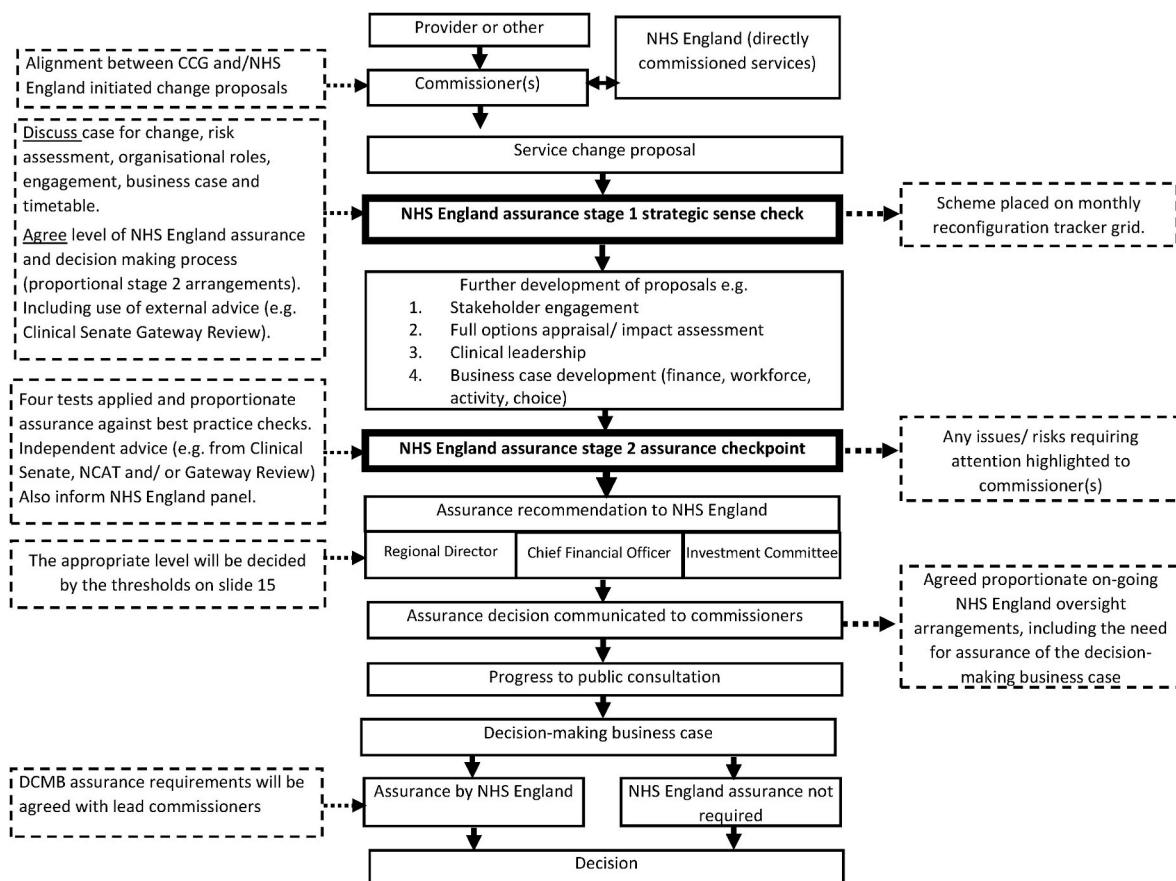 Provider or other
NHS England (directly
commissioned services)
Alignment between CCG and/NHS
England initiated change proposals
Commissioner(s)
Discuss case for change, risk
assessment, organisational roles,
engagement, business case and
timetable.
Agree level of NHS England assurance
and decision making process
(proportional stage 2 arrangements).
Including use of external advice (e.g.
Clinical Senate Gateway Review).
Service change proposal
NHS England assurance stage 1 strategic sense check
Scheme placed on monthly
reconfiguration tracker grid.
Further development of proposals e.g.
1. Stakeholder engagement
2. Full options appraisal/ impact assessment
3. Clinical leadership
4. Business case development (finance, workforce,
activity, choice)
Four tests applied and proportionate
assurance against best practice checks.
Independent advice (e.g. from Clinical
Senate, NCAT and/ or Gateway Review)
Also inform NHS England panel.
NHS England assurance stage 2 assurance checkpoint
Any issues/ risks requiring
attention highlighted to
commissioner(s)
Assurance recommendation to NHS England
Regional Director
Chief Financial Officer
Investment Committee
The appropriate level will be decided
by the thresholds on slide 15
Assurance decision communicated to commissioners
Agreed proportionate on-going
NHS England oversight
arrangements, including the need
for assurance of the decision-
making business case
Progress to public consultation
Decision-making business case
DCMB assurance requirements will be
agreed with lead commissioners
Assurance by NHS England
NHS England assurance not
required
Decision